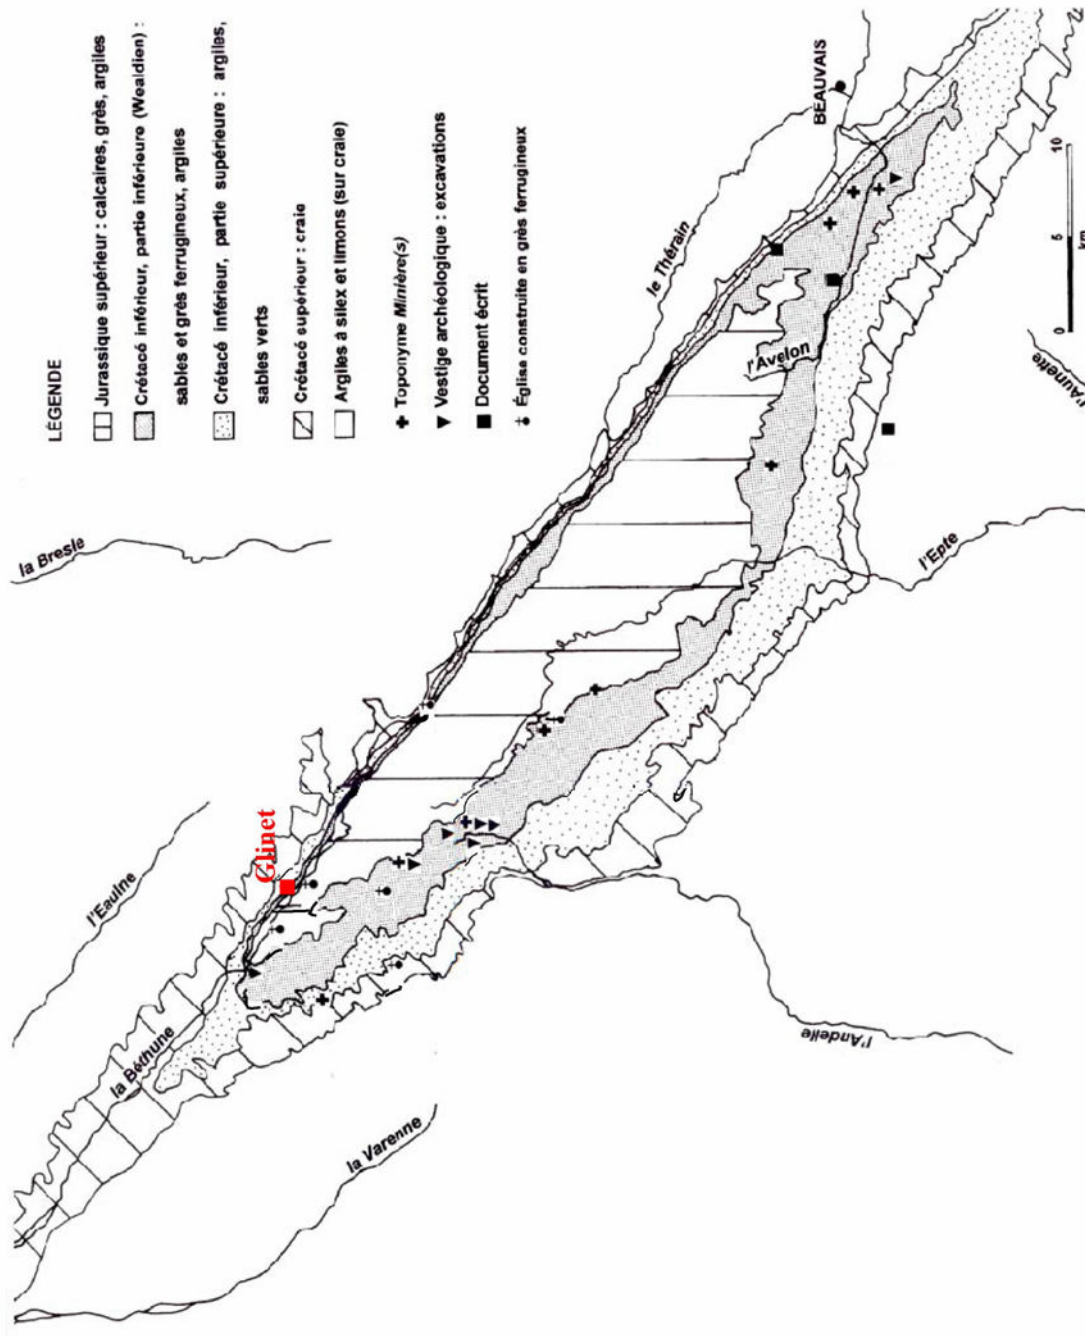 LÉGENDE
Jurassique supérieur : calcaires, grès, argiles
Crétacé inférieur, partie inférieure (Wealdien) :
sables et grès ferrugineux, argiles
Crétacé inférieur, partie supérieure : argiles,
sables verts
Crétacé supérieur : craie
Argiles à silex et limons (sur craie)
Toponyme Minière(s)
Vestige archéologique : excavations
Document écrit
Église construite en grès ferrugineux
la Bresle
l'Eaulne
Glinet
la Béthune
la Varenne
l'Andelle
l'Epte
l'Avelon
l'Aunette
le Thérain
BEAUVAIS
0 5 10
km